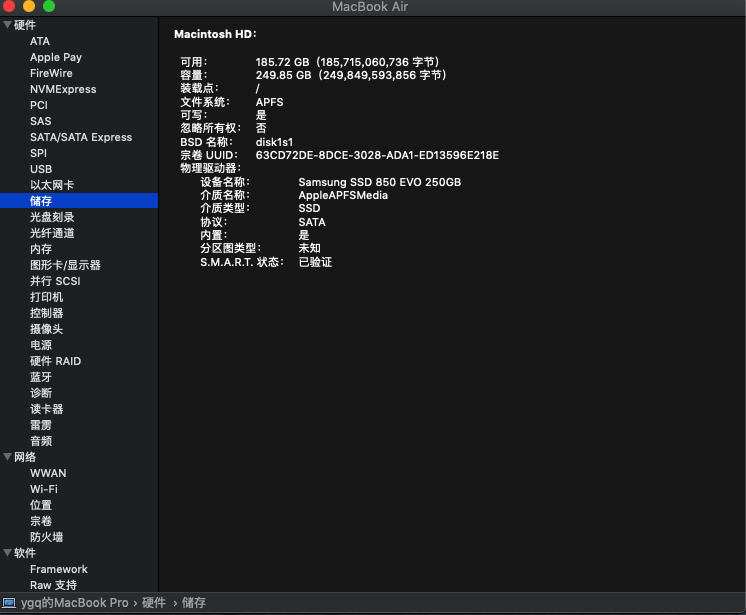 MacBook Air
硬件
ATA
Apple Pay
FireWire
NVMExpress
PCI
SAS
SATA/SATA Express
SPI
USB
以太网卡
储存
光盘刻录
光纤通道
内存
图形卡/显示器
并行 SCSI
打印机
控制器
摄像头
电源
硬件 RAID
蓝牙
诊断
读卡器
雷雳
音频
网络
WWAN
Wi-Fi
位置
宗卷
防火墙
软件
Framework
Raw 支持
Macintosh HD：
可用： 185.72 GB（185,715,060,736 字节）
容量： 249.85 GB（249,849,593,856 字节）
装载点： /
文件系统： APFS
可写： 是
忽略所有权： 否
BSD 名称： disk1s1
宗卷 UUID： 63CD72DE-8DCE-3028-ADA1-ED13596E218E
物理驱动器：
设备名称： Samsung SSD 850 EVO 250GB
介质名称： AppleAPFSMedia
介质类型： SSD
协议： SATA
内置： 是
分区图类型： 未知
S.M.A.R.T. 状态： 已验证
ygq的MacBook Pro › 硬件 › 储存